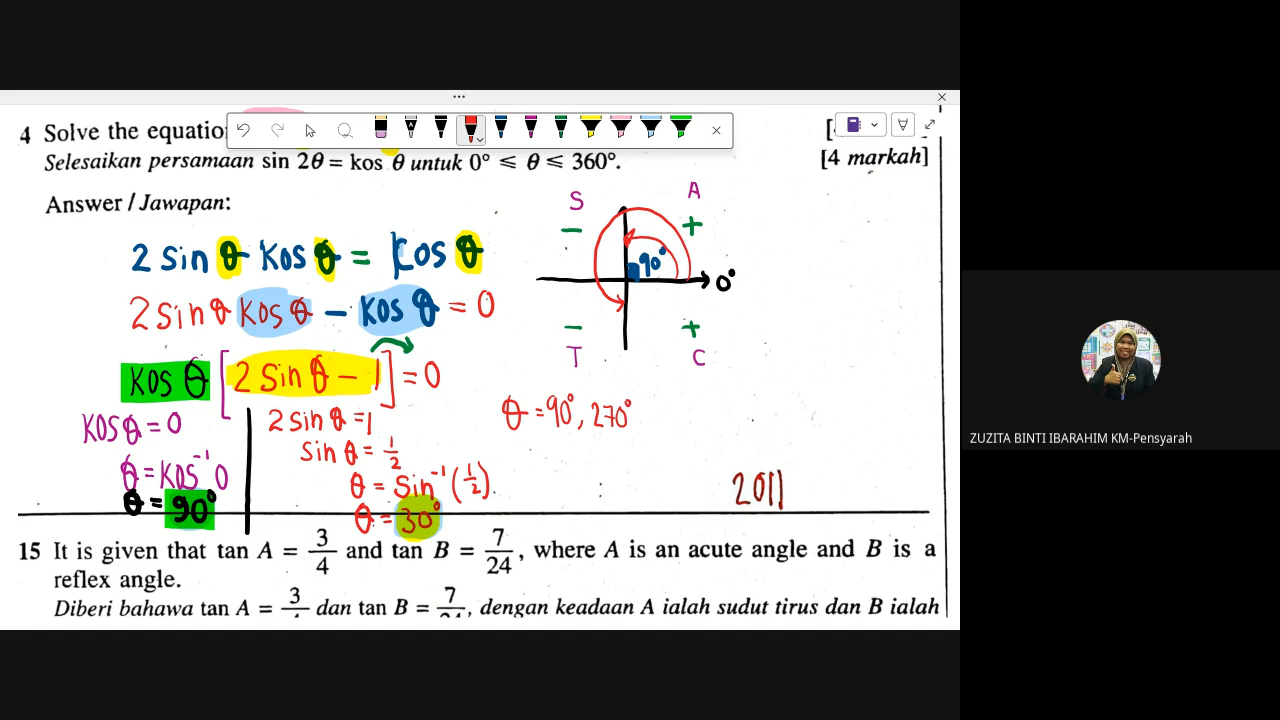 4 Solve the equation
[4 markah]
Selesaikan persamaan sin 2θ = kos θ untuk 0° ≤ θ ≤ 360°.
Answer / Jawapan:
2 sin θ kos θ = kos θ
2 sin θ kos θ − kos θ = 0
kos θ [2 sin θ − 1] = 0
kos θ = 0
θ = kos⁻¹ 0
θ = 90°
2 sin θ = 1
sin θ = 1/2
θ = sin⁻¹ (1/2)
θ = 30°
S
A
−
+
90°
0°
−
+
T
C
θ = 90°, 270°
2011
15 It is given that tan A = 3/4 and tan B = 7/24, where A is an acute angle and B is a
reflex angle.
Diberi bahawa tan A = 3/4 dan tan B = 7/24, dengan keadaan A ialah sudut tirus dan B ialah
ZUZITA BINTI IBARAHIM KM-Pensyarah